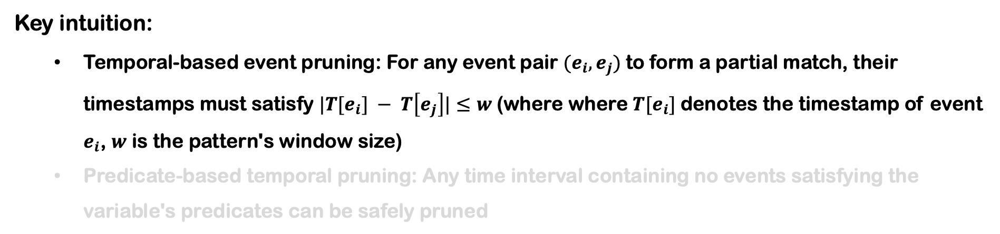 Key intuition:
• Temporal-based event pruning: For any event pair (e_i, e_j) to form a partial match, their
timestamps must satisfy |T[e_i] − T[e_j]| ≤ w (where where T[e_i] denotes the timestamp of event
e_i, w is the pattern's window size)
• Predicate-based temporal pruning: Any time interval containing no events satisfying the
variable's predicates can be safely pruned